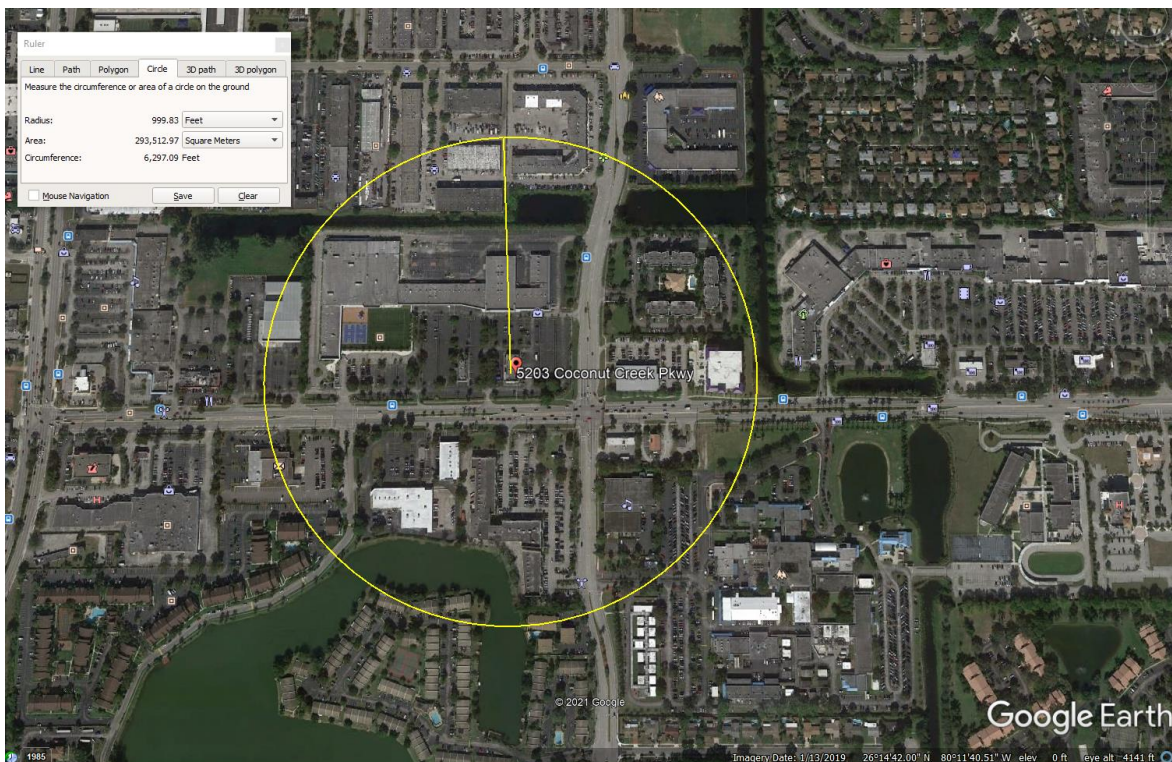 Ruler
Line Path Polygon Circle 3D path 3D polygon
Measure the circumference or area of a circle on the ground
Radius: 999.83 Feet
Area: 293,512.97 Square Meters
Circumference: 6,297.09 Feet
Mouse Navigation Save Clear
5203 Coconut Creek Pkwy
© 2021 Google
Google Earth
1985
Imagery Date: 1/13/2019 26°14'42.00" N 80°11'40.51" W elev 0 ft eye alt 4141 ft